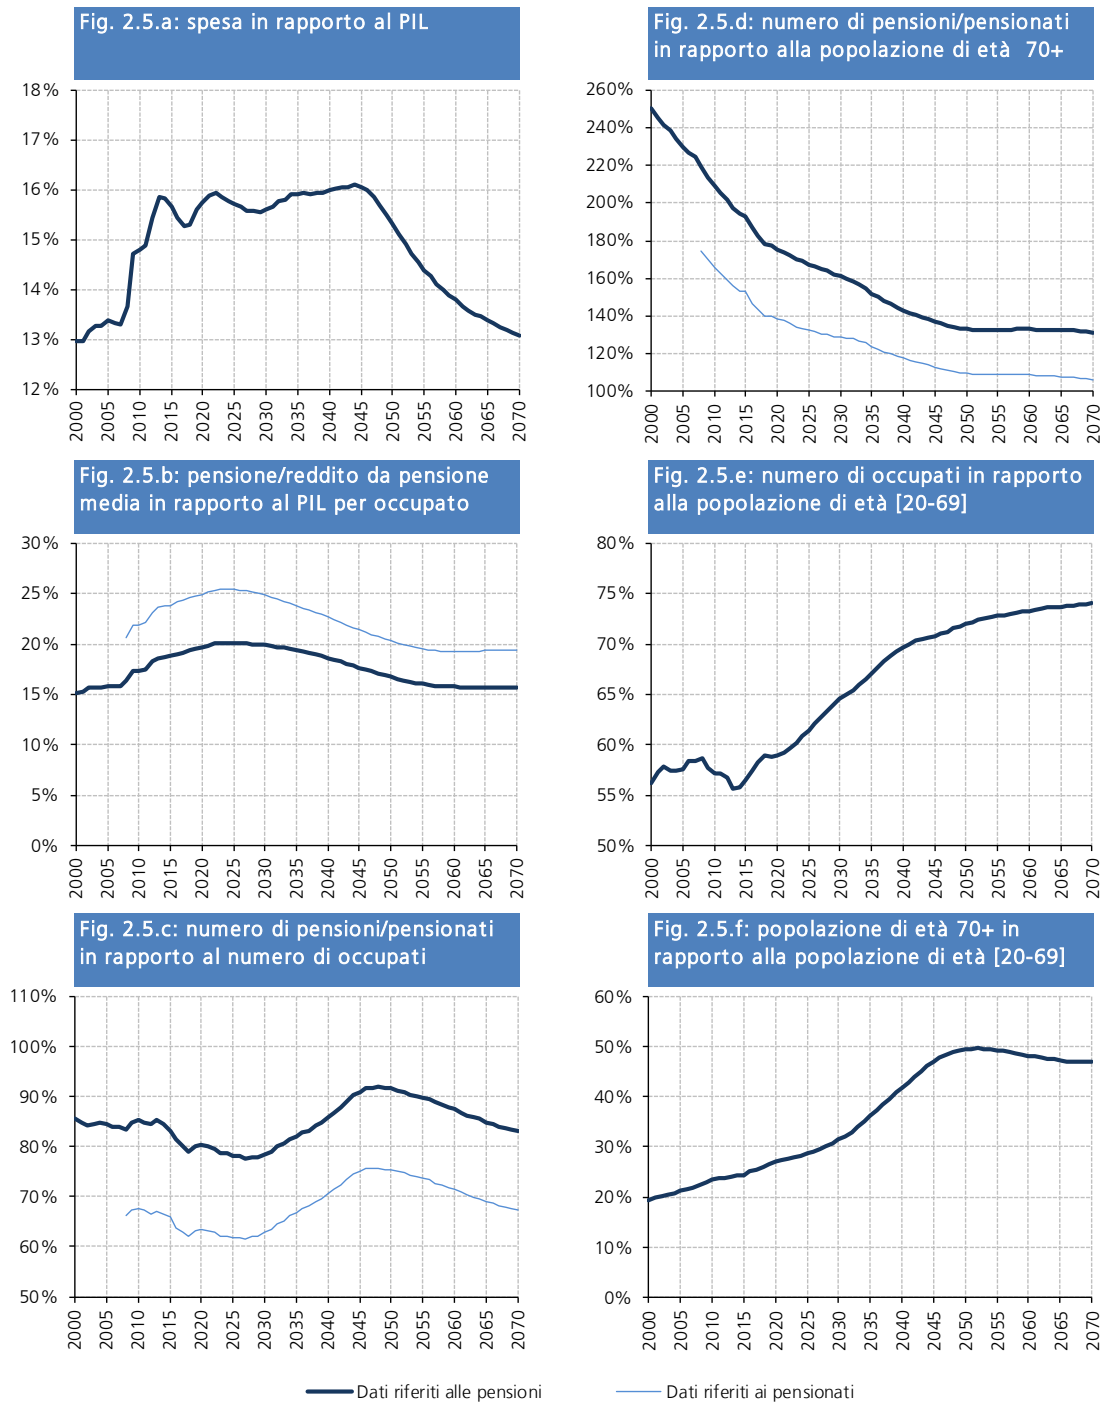 Fig. 2.5.a: spesa in rapporto al PIL
18%
17%
16%
15%
14%
13%
12%
2000 2005 2010 2015 2020 2025 2030 2035 2040 2045 2050 2055 2060 2065 2070
Fig. 2.5.d: numero di pensioni/pensionati
in rapporto alla popolazione di età 70+
260%
240%
220%
200%
180%
160%
140%
120%
100%
2000 2005 2010 2015 2020 2025 2030 2035 2040 2045 2050 2055 2060 2065 2070
Fig. 2.5.b: pensione/reddito da pensione
media in rapporto al PIL per occupato
30%
25%
20%
15%
10%
5%
0%
2000 2005 2010 2015 2020 2025 2030 2035 2040 2045 2050 2055 2060 2065 2070
Fig. 2.5.e: numero di occupati in rapporto
alla popolazione di età [20-69]
80%
75%
70%
65%
60%
55%
50%
2000 2005 2010 2015 2020 2025 2030 2035 2040 2045 2050 2055 2060 2065 2070
Fig. 2.5.c: numero di pensioni/pensionati
in rapporto al numero di occupati
110%
100%
90%
80%
70%
60%
50%
2000 2005 2010 2015 2020 2025 2030 2035 2040 2045 2050 2055 2060 2065 2070
Fig. 2.5.f: popolazione di età 70+ in
rapporto alla popolazione di età [20-69]
60%
50%
40%
30%
20%
10%
0%
2000 2005 2010 2015 2020 2025 2030 2035 2040 2045 2050 2055 2060 2065 2070
Dati riferiti alle pensioni
Dati riferiti ai pensionati